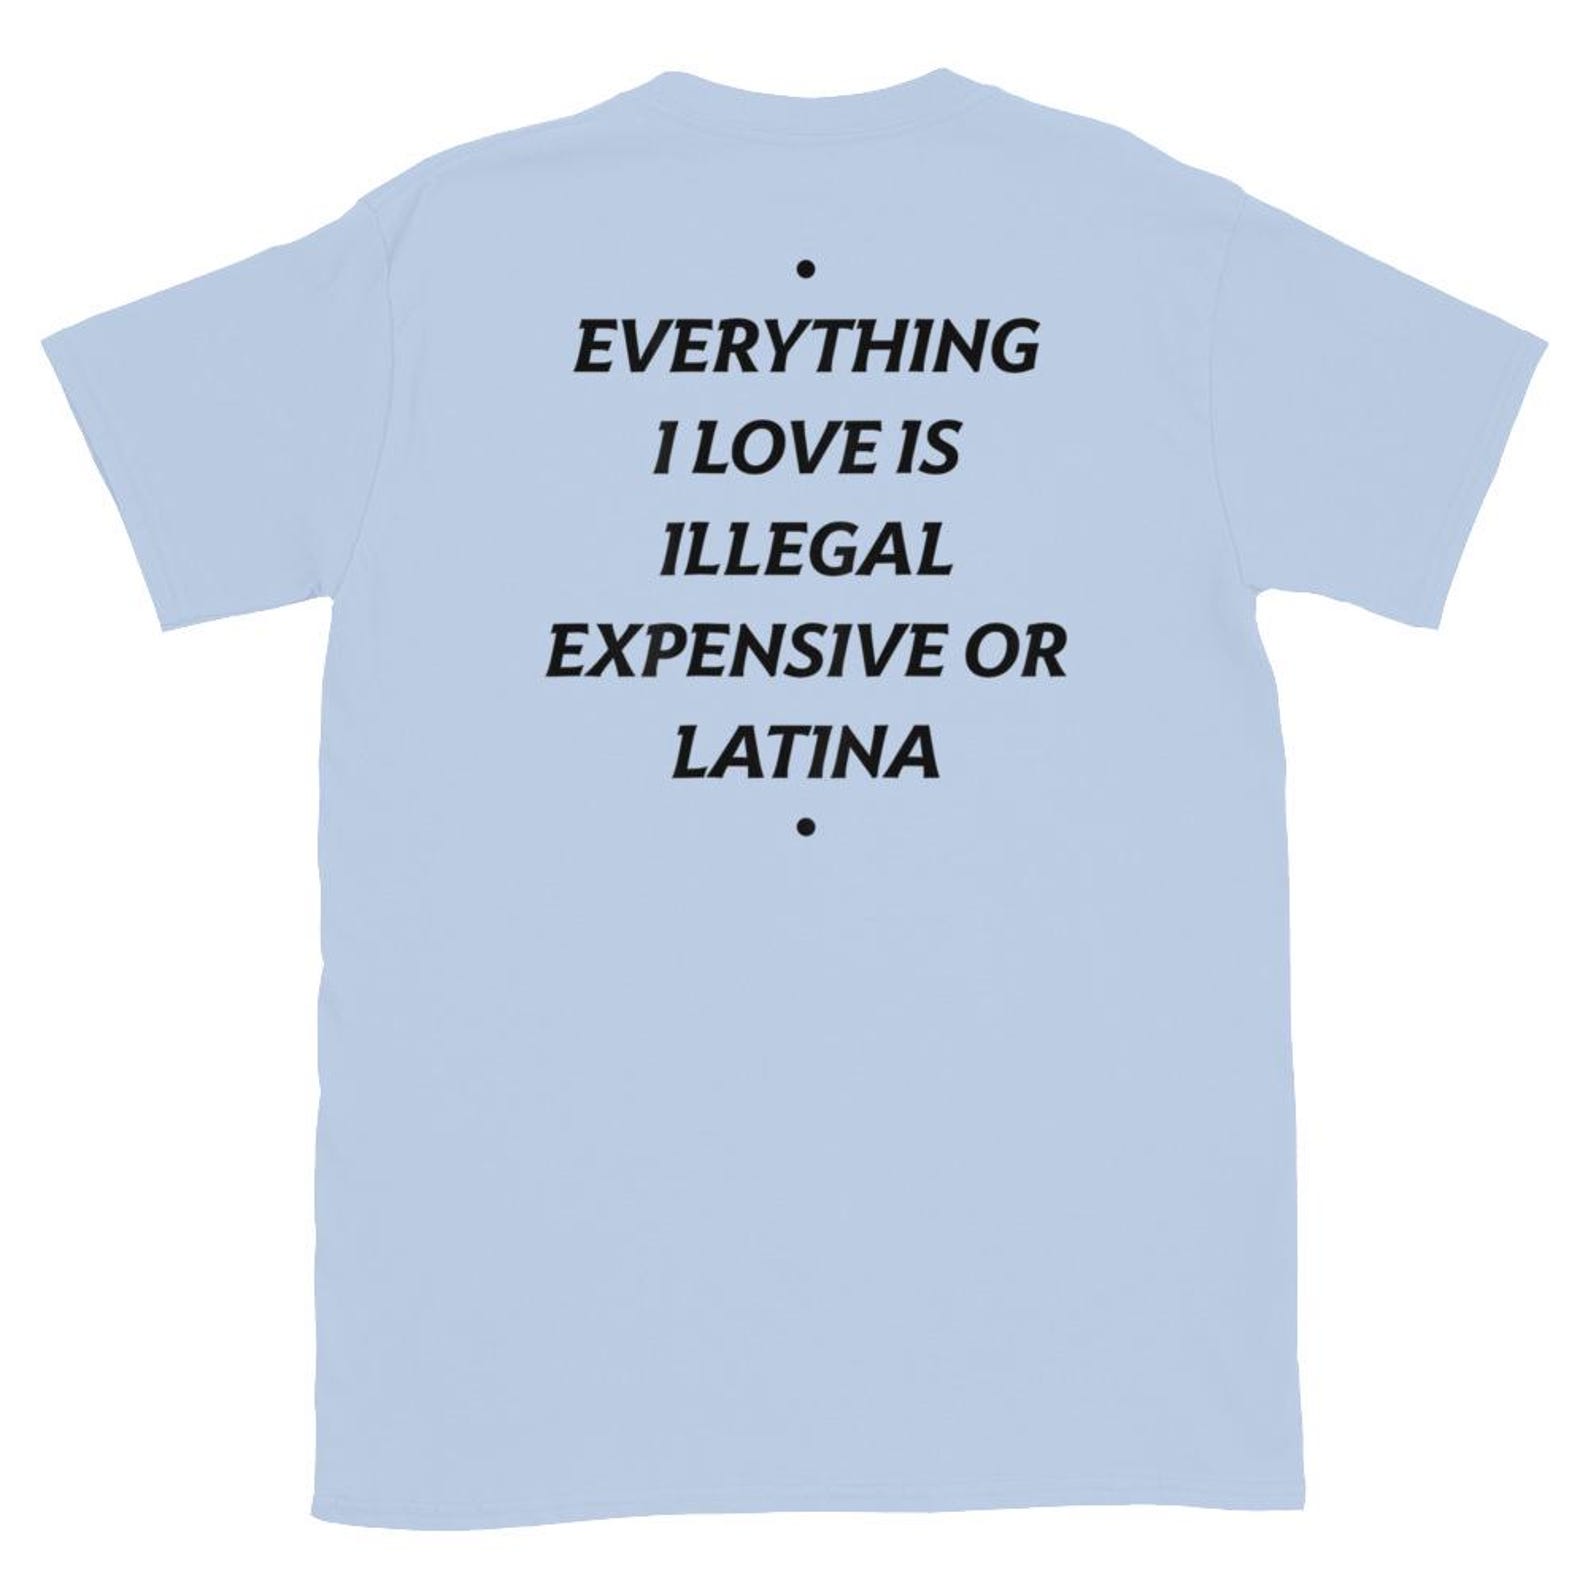 •
EVERYTHING
I LOVE IS
ILLEGAL
EXPENSIVE OR
LATINA
•